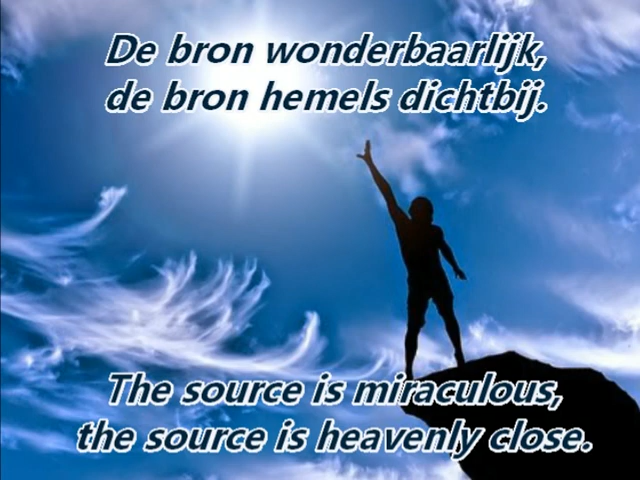 De bron wonderbaarlijk,
de bron hemels dichtbij.
The source is miraculous,
the source is heavenly close.